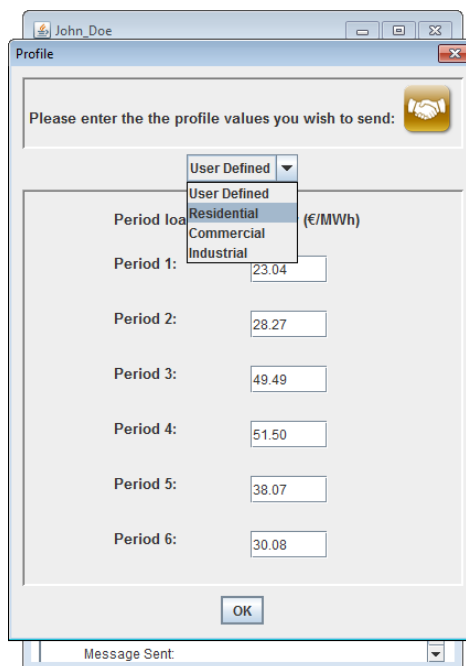 John_Doe
Profile
Please enter the the profile values you wish to send:
User Defined
User Defined
Residential
Commercial
Industrial
Period loa (€/MWh)
Period 1: 23.04
Period 2: 28.27
Period 3: 49.49
Period 4: 51.50
Period 5: 38.07
Period 6: 30.08
OK
Message Sent: